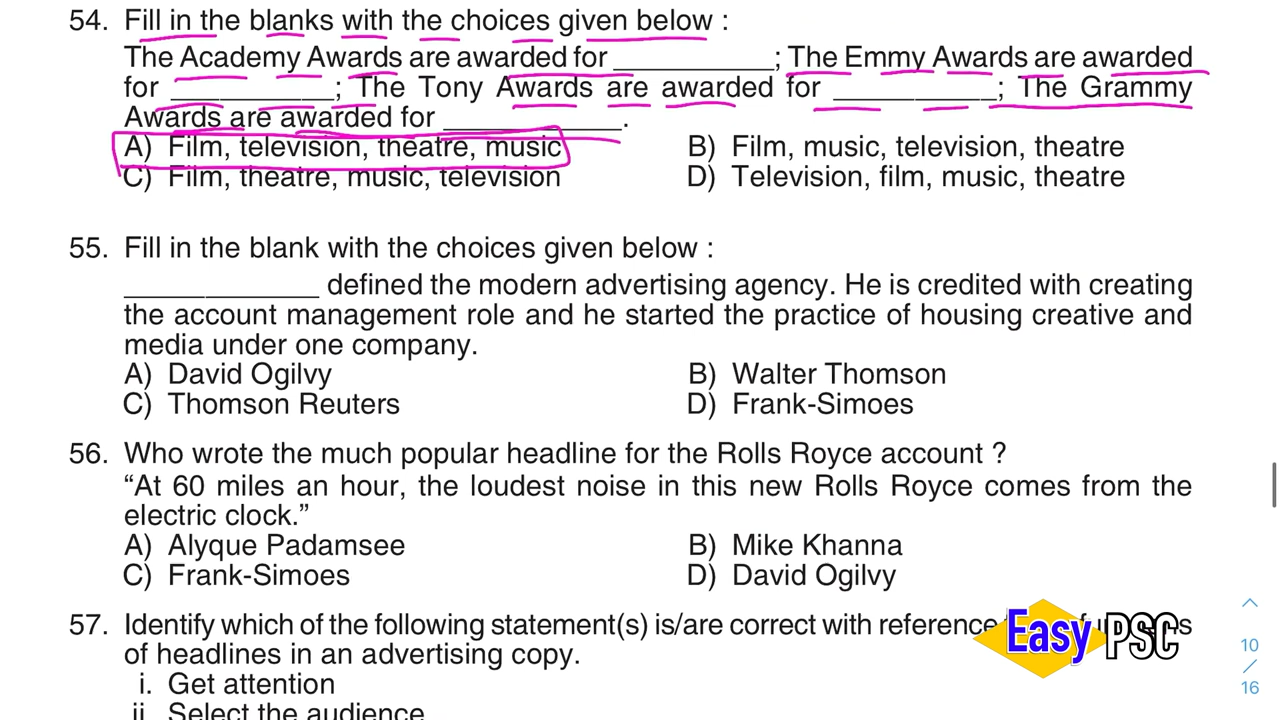 54. Fill in the blanks with the choices given below :
The Academy Awards are awarded for __________ ; The Emmy Awards are awarded
for __________ ; The Tony Awards are awarded for __________ ; The Grammy
Awards are awarded for ___________.
A) Film, television, theatre, music B) Film, music, television, theatre
C) Film, theatre, music, television D) Television, film, music, theatre
55. Fill in the blank with the choices given below :
____________ defined the modern advertising agency. He is credited with creating
the account management role and he started the practice of housing creative and
media under one company.
A) David Ogilvy B) Walter Thomson
C) Thomson Reuters D) Frank-Simoes
56. Who wrote the much popular headline for the Rolls Royce account ?
“At 60 miles an hour, the loudest noise in this new Rolls Royce comes from the
electric clock.”
A) Alyque Padamsee B) Mike Khanna
C) Frank-Simoes D) David Ogilvy
57. Identify which of the following statement(s) is/are correct with reference
of headlines in an advertising copy.
i. Get attention
ii. Select the audience
Easy PSC
10
/
16